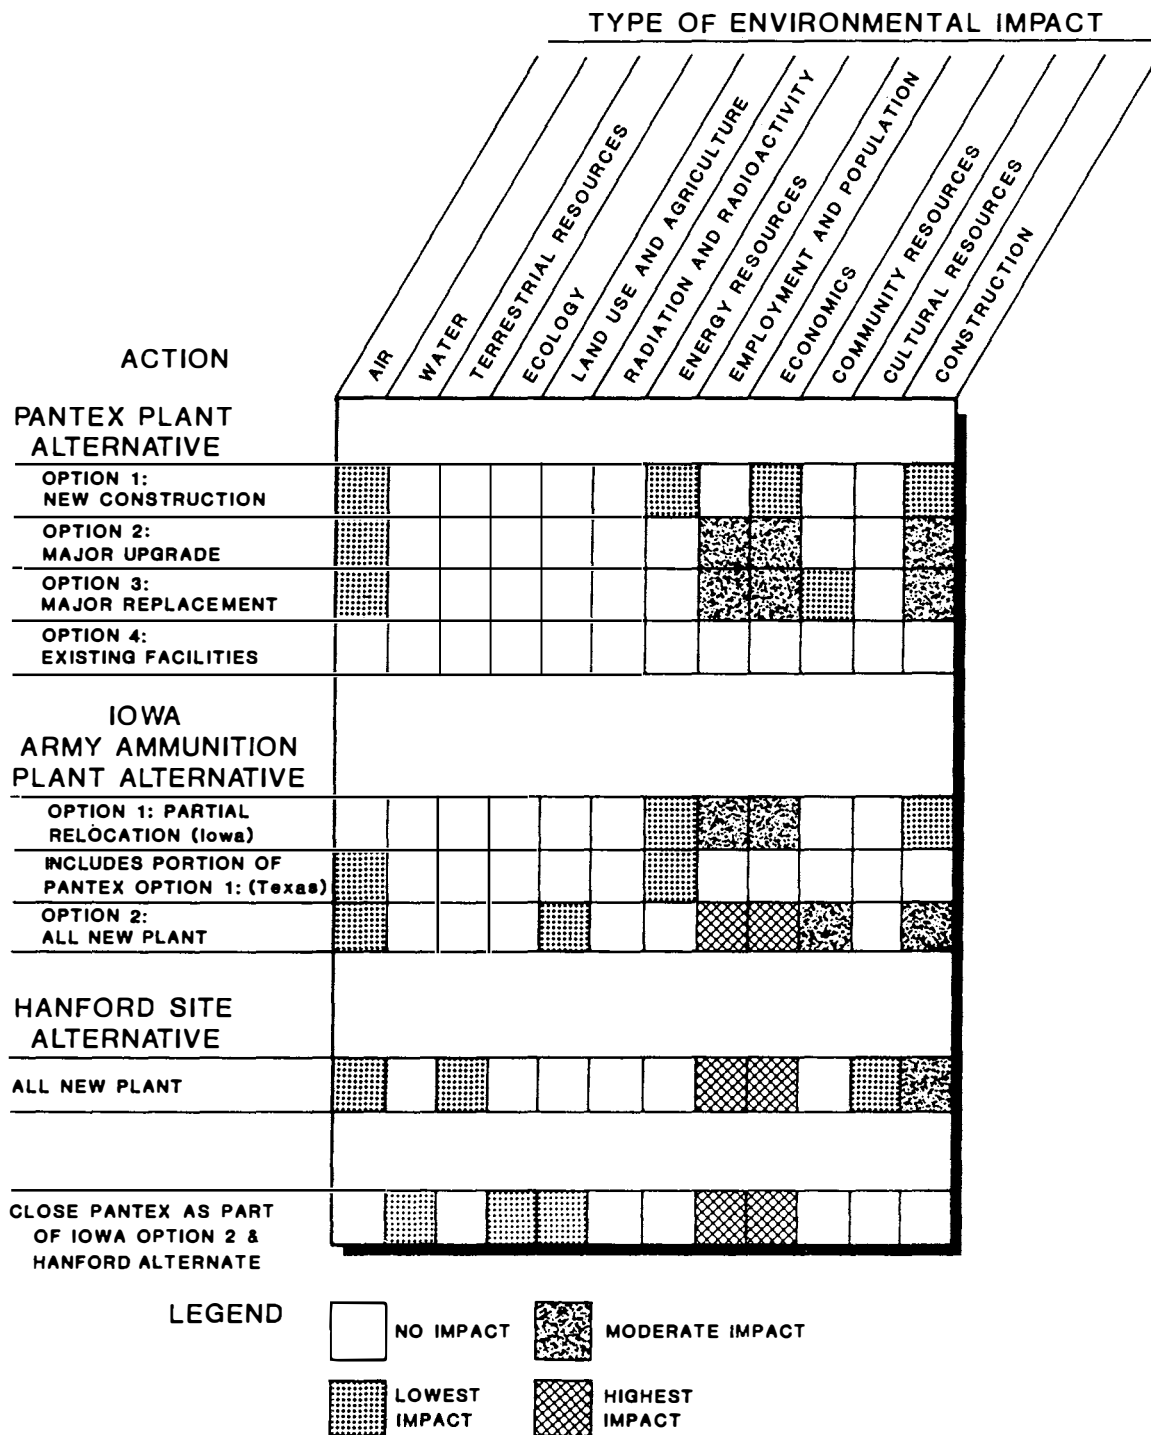 TYPE OF ENVIRONMENTAL IMPACT
AIR
WATER
TERRESTRIAL RESOURCES
ECOLOGY
LAND USE AND AGRICULTURE
RADIATION AND RADIOACTIVITY
ENERGY RESOURCES
EMPLOYMENT AND POPULATION
ECONOMICS
COMMUNITY RESOURCES
CULTURAL RESOURCES
CONSTRUCTION
ACTION
PANTEX PLANT
ALTERNATIVE
OPTION 1:
NEW CONSTRUCTION
OPTION 2:
MAJOR UPGRADE
OPTION 3:
MAJOR REPLACEMENT
OPTION 4:
EXISTING FACILITIES
IOWA
ARMY AMMUNITION
PLANT ALTERNATIVE
OPTION 1: PARTIAL
RELOCATION (Iowa)
INCLUDES PORTION OF
PANTEX OPTION 1: (Texas)
OPTION 2:
ALL NEW PLANT
HANFORD SITE
ALTERNATIVE
ALL NEW PLANT
CLOSE PANTEX AS PART
OF IOWA OPTION 2 &
HANFORD ALTERNATE
LEGEND
NO IMPACT
MODERATE IMPACT
LOWEST
IMPACT
HIGHEST
IMPACT